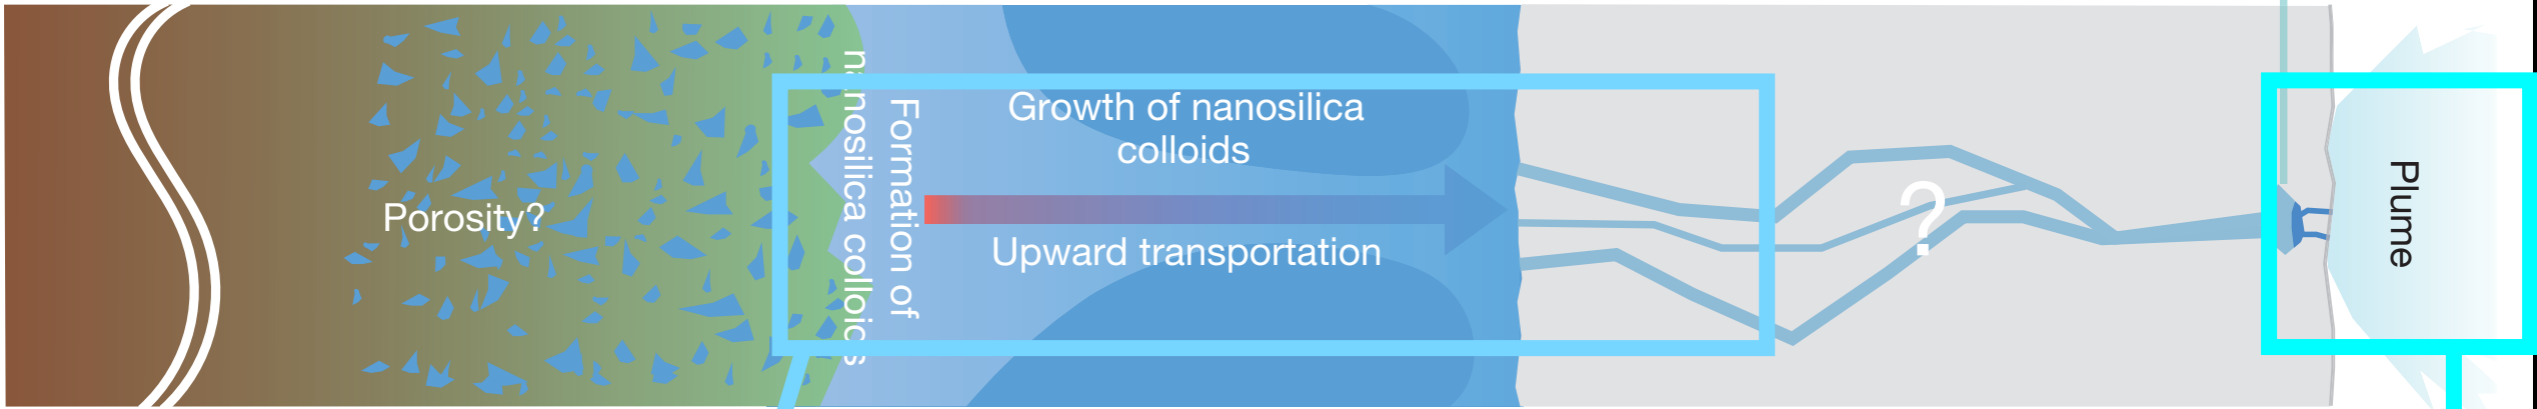 Porosity?
Formation of
nanosilica colloids
Growth of nanosilica
colloids
Upward transportation
?
Plume